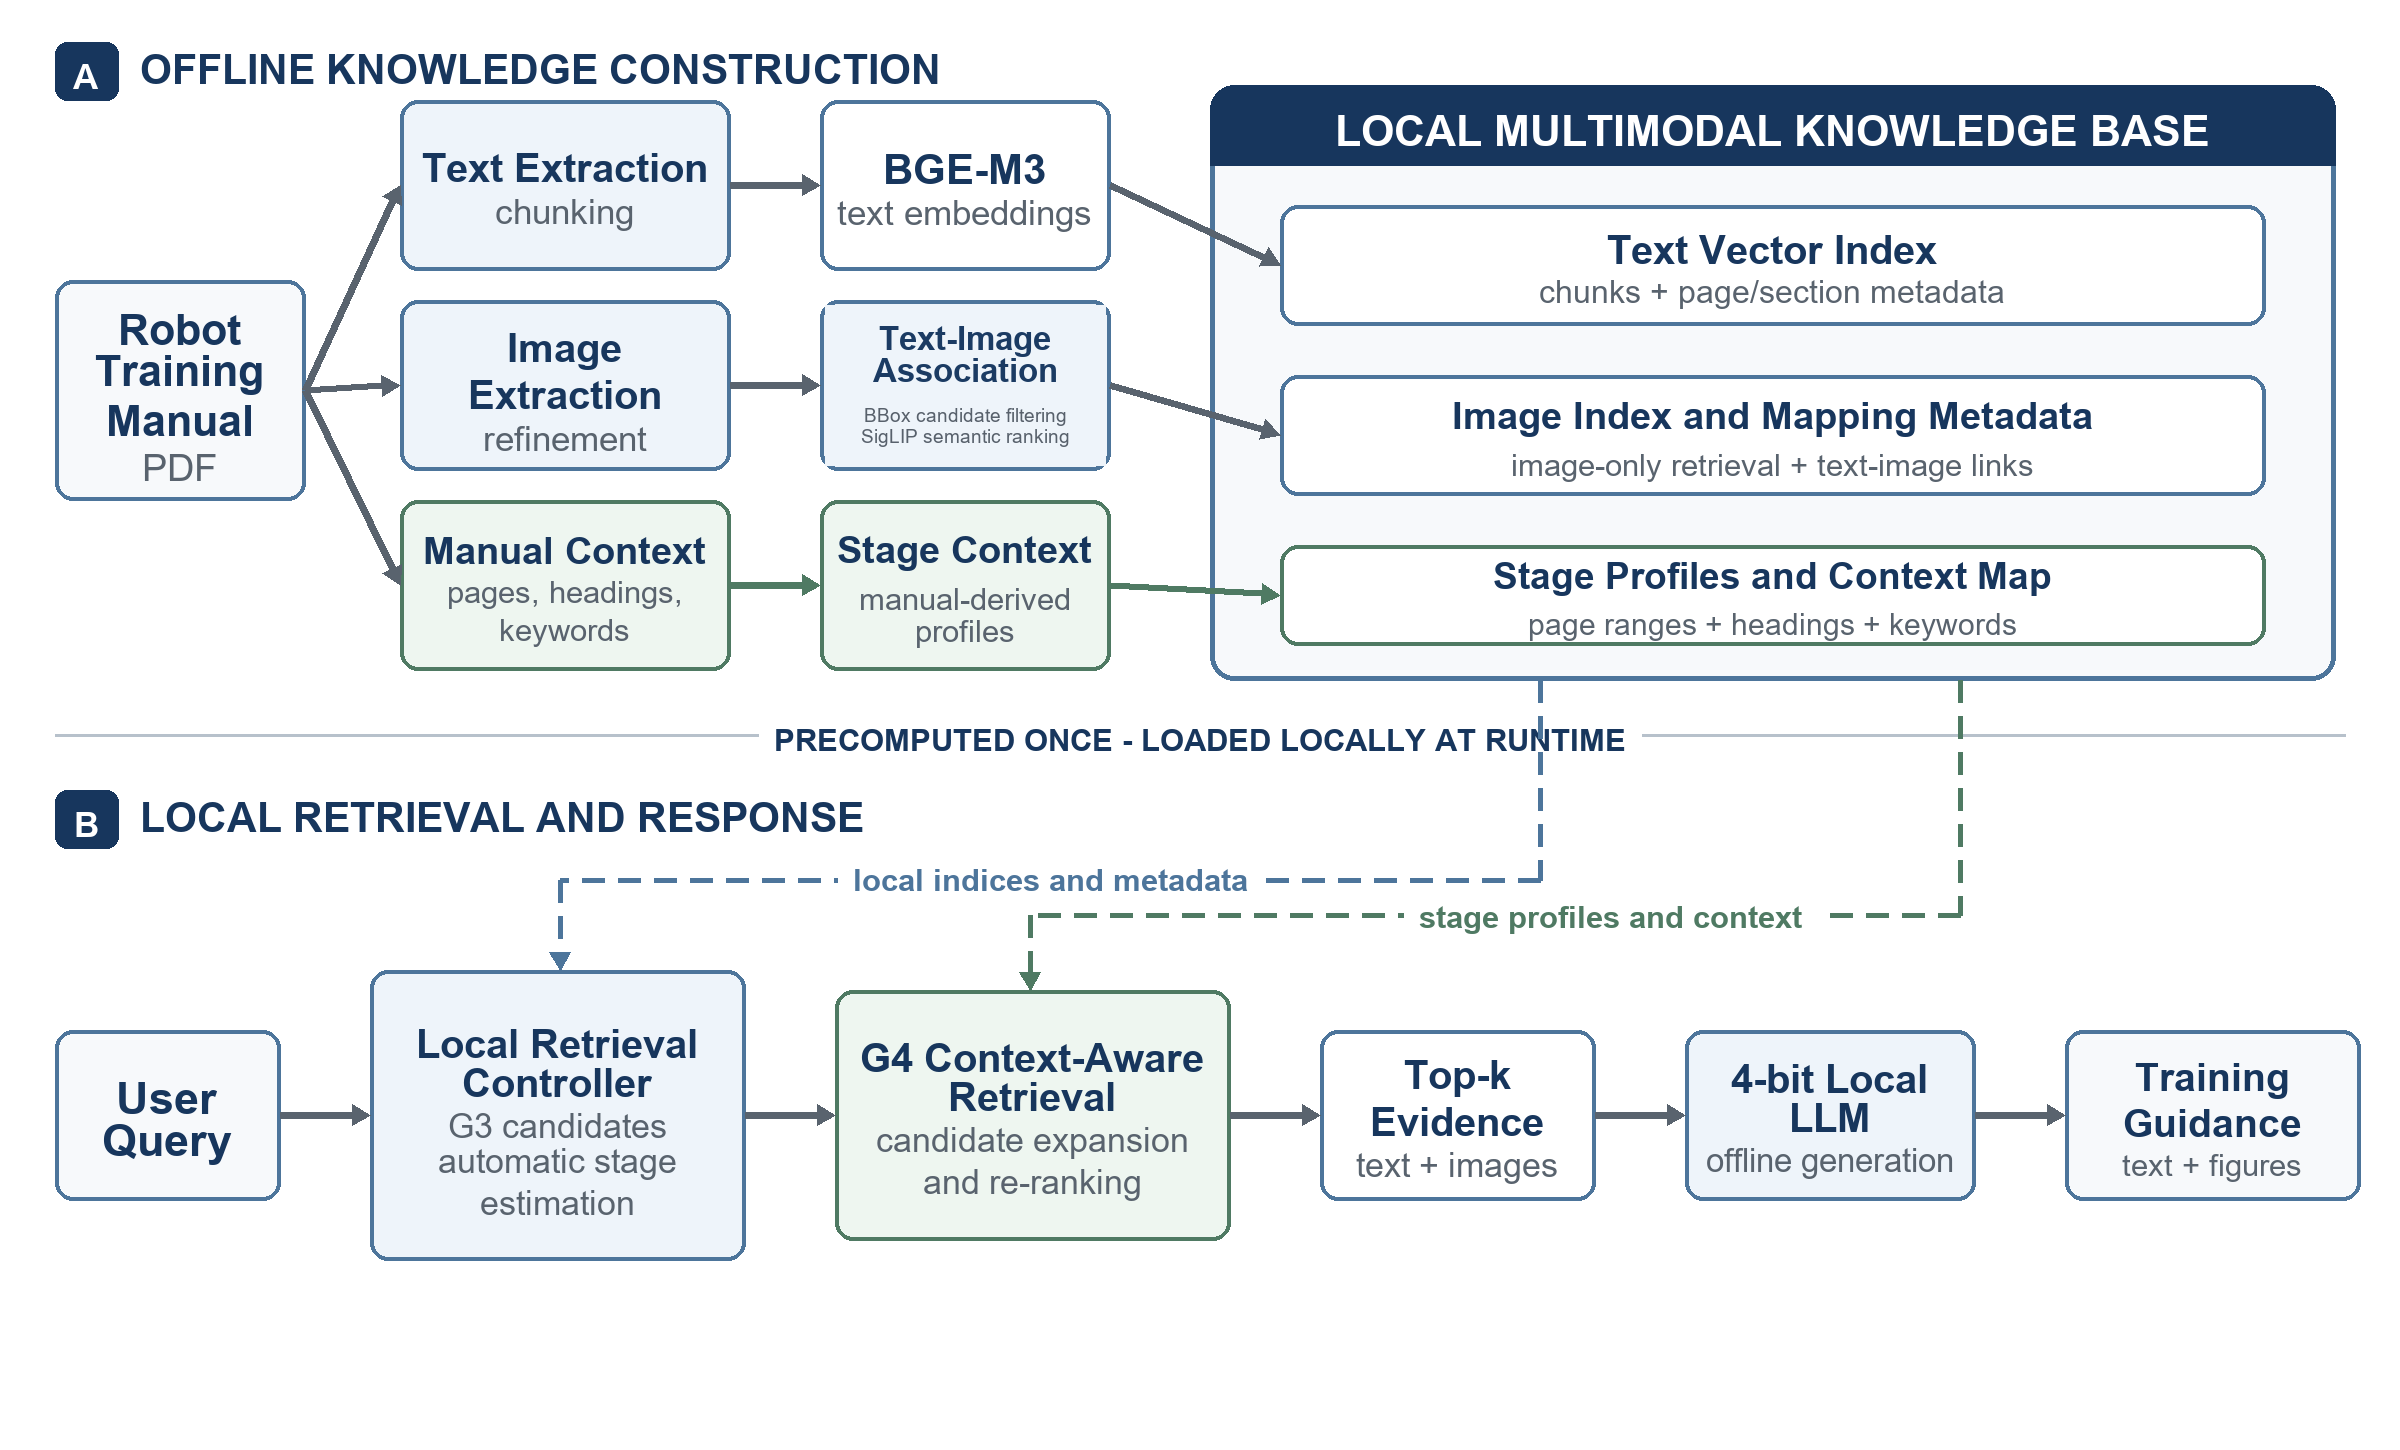 A
OFFLINE KNOWLEDGE CONSTRUCTION
Robot
Training
Manual
PDF
Text Extraction
chunking
BGE-M3
text embeddings
Image
Extraction
refinement
Text-Image
Association
BBox candidate filtering
SigLIP semantic ranking
Manual Context
pages, headings,
keywords
Stage Context
manual-derived
profiles
LOCAL MULTIMODAL KNOWLEDGE BASE
Text Vector Index
chunks + page/section metadata
Image Index and Mapping Metadata
image-only retrieval + text-image links
Stage Profiles and Context Map
page ranges + headings + keywords
PRECOMPUTED ONCE - LOADED LOCALLY AT RUNTIME
B
LOCAL RETRIEVAL AND RESPONSE
local indices and metadata
stage profiles and context
User
Query
Local Retrieval
Controller
G3 candidates
automatic stage
estimation
G4 Context-Aware
Retrieval
candidate expansion
and re-ranking
Top-k
Evidence
text + images
4-bit Local
LLM
offline generation
Training
Guidance
text + figures